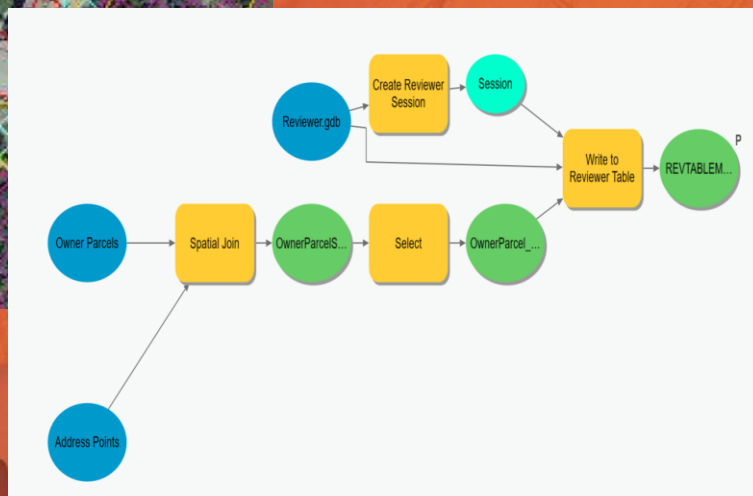 Create Reviewer
Session
Session
Reviewer.gdb
P
Write to
Reviewer Table
REVTABLEM...
Owner Parcels
Spatial Join
OwnerParcelS...
Select
OwnerParcel_...
Address Points